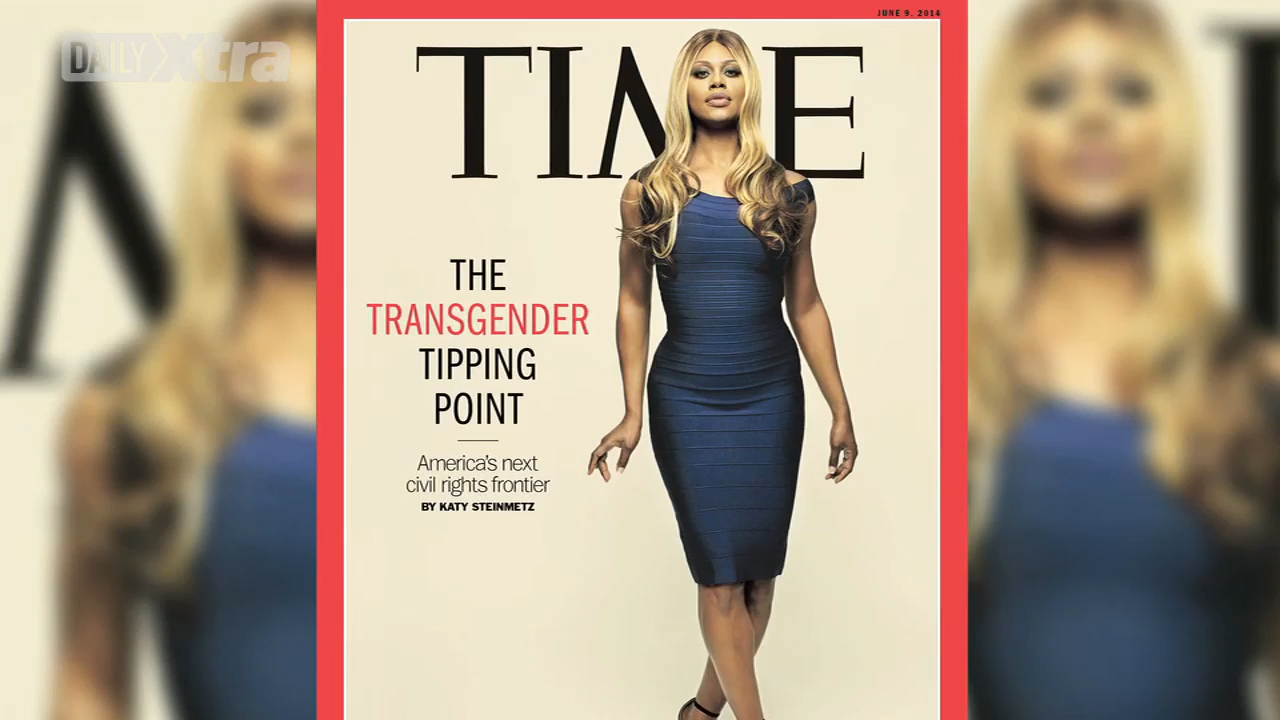 DAILY Xtra
JUNE 9, 2014
TIME
THE
TRANSGENDER
TIPPING
POINT
America's next
civil rights frontier
BY KATY STEINMETZ